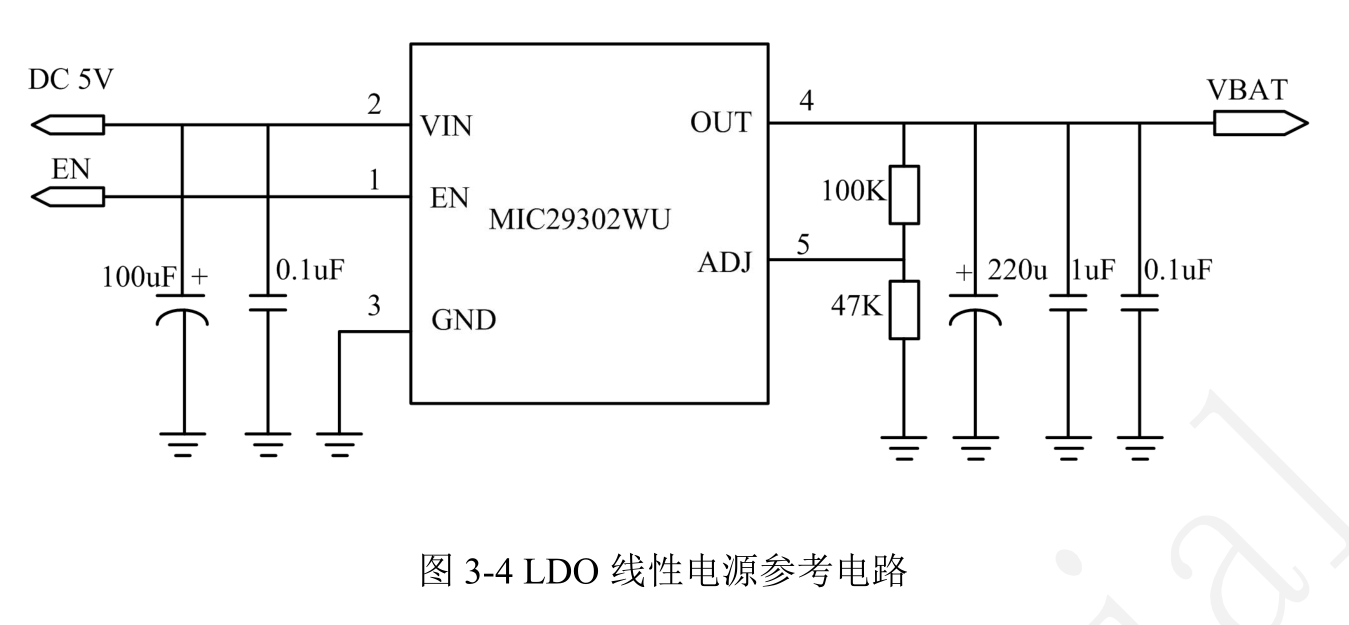 DC 5V
VBAT
2
4
VIN
OUT
EN
1
EN
100K
MIC29302WU
5
ADJ
100uF +
0.1uF
+ 220u
1uF
0.1uF
3
47K
GND
图 3-4 LDO 线性电源参考电路